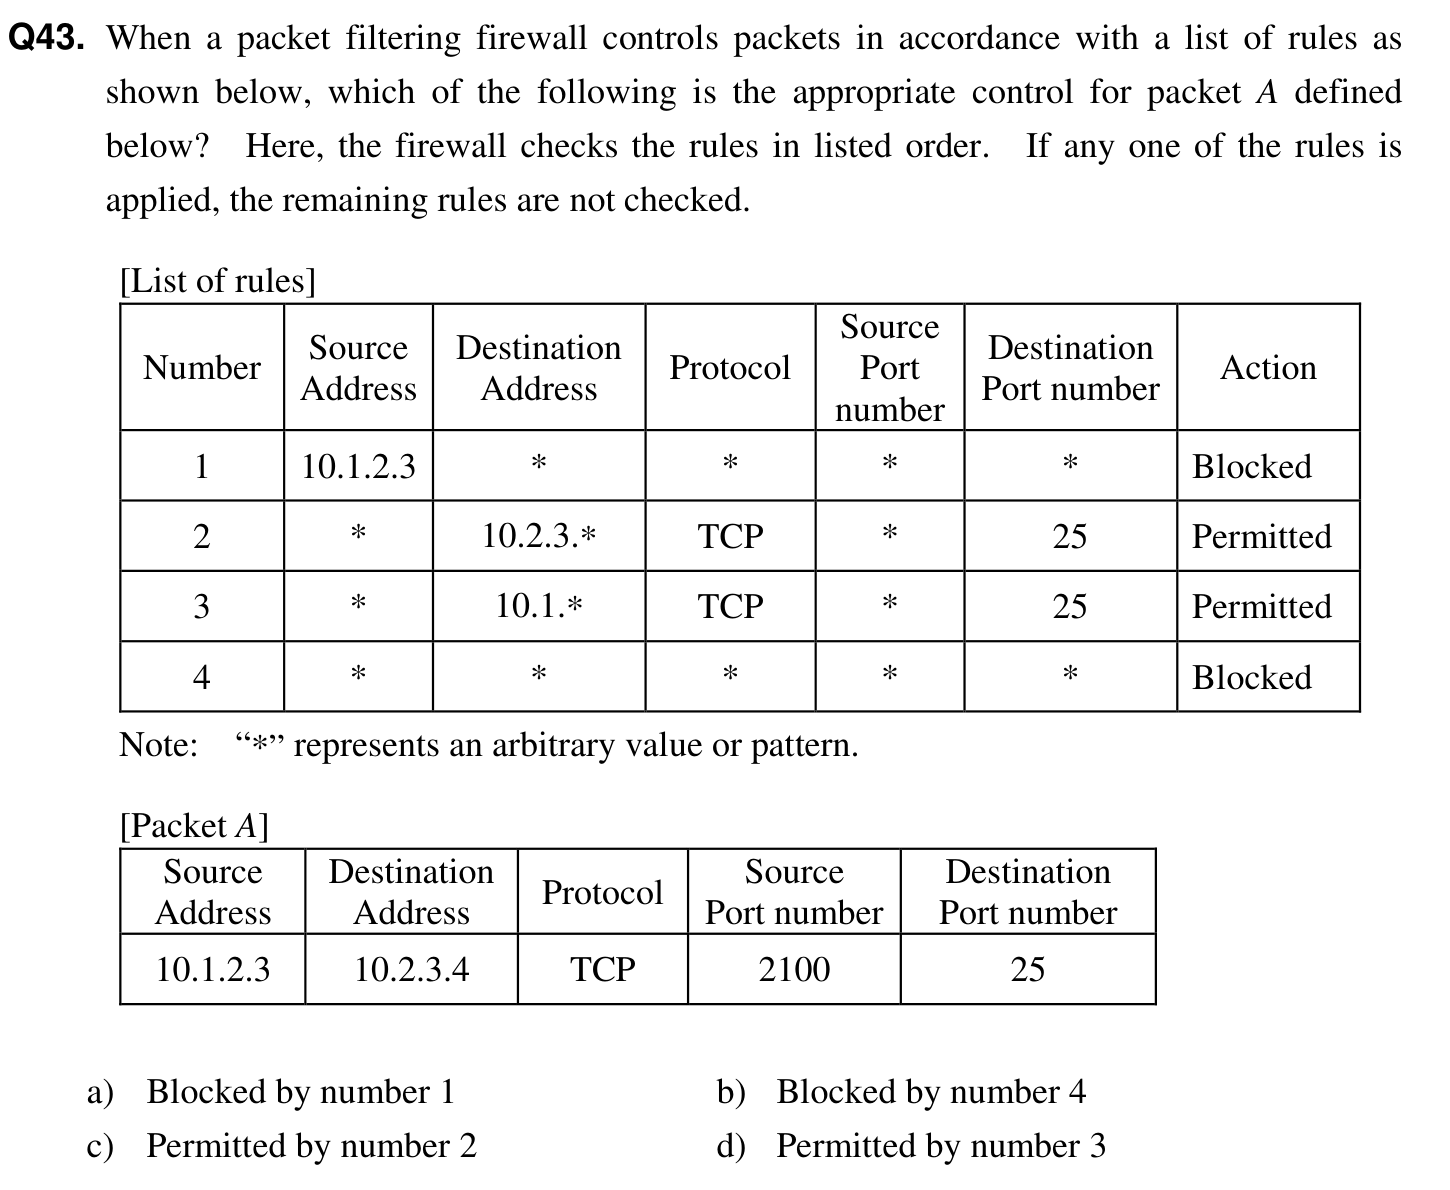 Q43. When a packet filtering firewall controls packets in accordance with a list of rules as
shown below, which of the following is the appropriate control for packet A defined
below? Here, the firewall checks the rules in listed order. If any one of the rules is
applied, the remaining rules are not checked.
[List of rules]
Number Source Address Destination Address Protocol Source Port number Destination Port number Action
1 10.1.2.3 * * * * Blocked
2 * 10.2.3.* TCP * 25 Permitted
3 * 10.1.* TCP * 25 Permitted
4 * * * * * Blocked
Note: “*” represents an arbitrary value or pattern.
[Packet A]
Source Address Destination Address Protocol Source Port number Destination Port number
10.1.2.3 10.2.3.4 TCP 2100 25
a) Blocked by number 1 b) Blocked by number 4
c) Permitted by number 2 d) Permitted by number 3